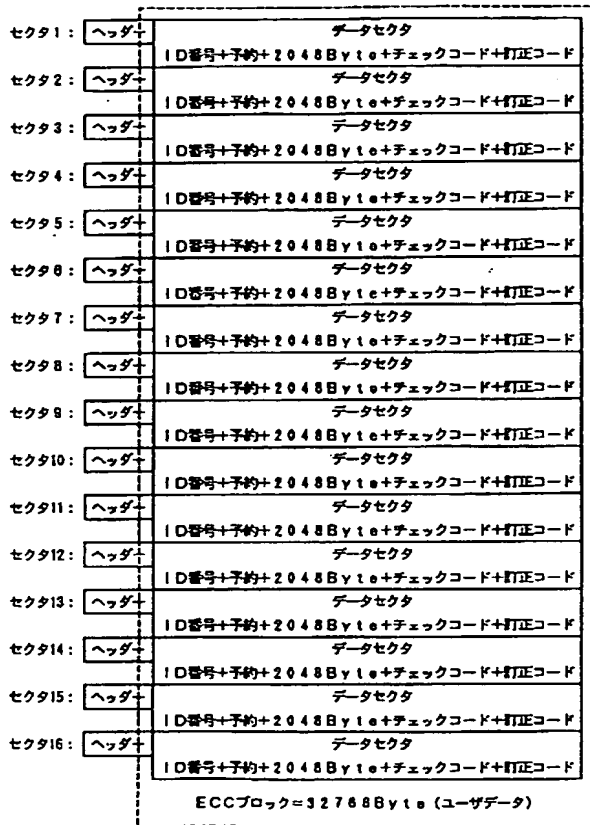 セクタ1: ヘッダー データセクタ
ID番号+予約+2048Byte+チェックコード+訂正コード
セクタ2: ヘッダー データセクタ
ID番号+予約+2048Byte+チェックコード+訂正コード
セクタ3: ヘッダー データセクタ
ID番号+予約+2048Byte+チェックコード+訂正コード
セクタ4: ヘッダー データセクタ
ID番号+予約+2048Byte+チェックコード+訂正コード
セクタ5: ヘッダー データセクタ
ID番号+予約+2048Byte+チェックコード+訂正コード
セクタ6: ヘッダー データセクタ
ID番号+予約+2048Byte+チェックコード+訂正コード
セクタ7: ヘッダー データセクタ
ID番号+予約+2048Byte+チェックコード+訂正コード
セクタ8: ヘッダー データセクタ
ID番号+予約+2048Byte+チェックコード+訂正コード
セクタ9: ヘッダー データセクタ
ID番号+予約+2048Byte+チェックコード+訂正コード
セクタ10: ヘッダー データセクタ
ID番号+予約+2048Byte+チェックコード+訂正コード
セクタ11: ヘッダー データセクタ
ID番号+予約+2048Byte+チェックコード+訂正コード
セクタ12: ヘッダー データセクタ
ID番号+予約+2048Byte+チェックコード+訂正コード
セクタ13: ヘッダー データセクタ
ID番号+予約+2048Byte+チェックコード+訂正コード
セクタ14: ヘッダー データセクタ
ID番号+予約+2048Byte+チェックコード+訂正コード
セクタ15: ヘッダー データセクタ
ID番号+予約+2048Byte+チェックコード+訂正コード
セクタ16: ヘッダー データセクタ
ID番号+予約+2048Byte+チェックコード+訂正コード
ECCブロック=32768Byte(ユーザデータ)